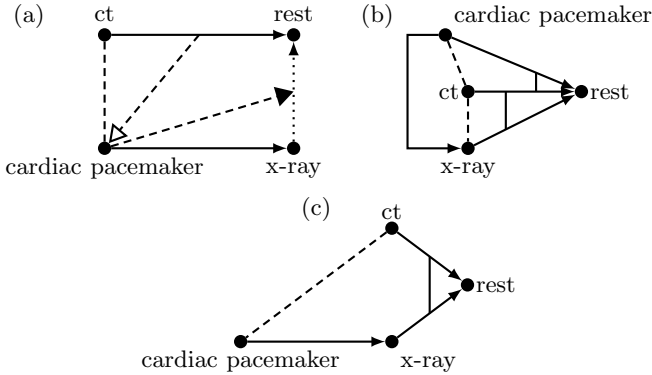 (a)
ct
rest
cardiac pacemaker
x-ray
(b)
cardiac pacemaker
ct
rest
x-ray
(c)
ct
rest
cardiac pacemaker
x-ray